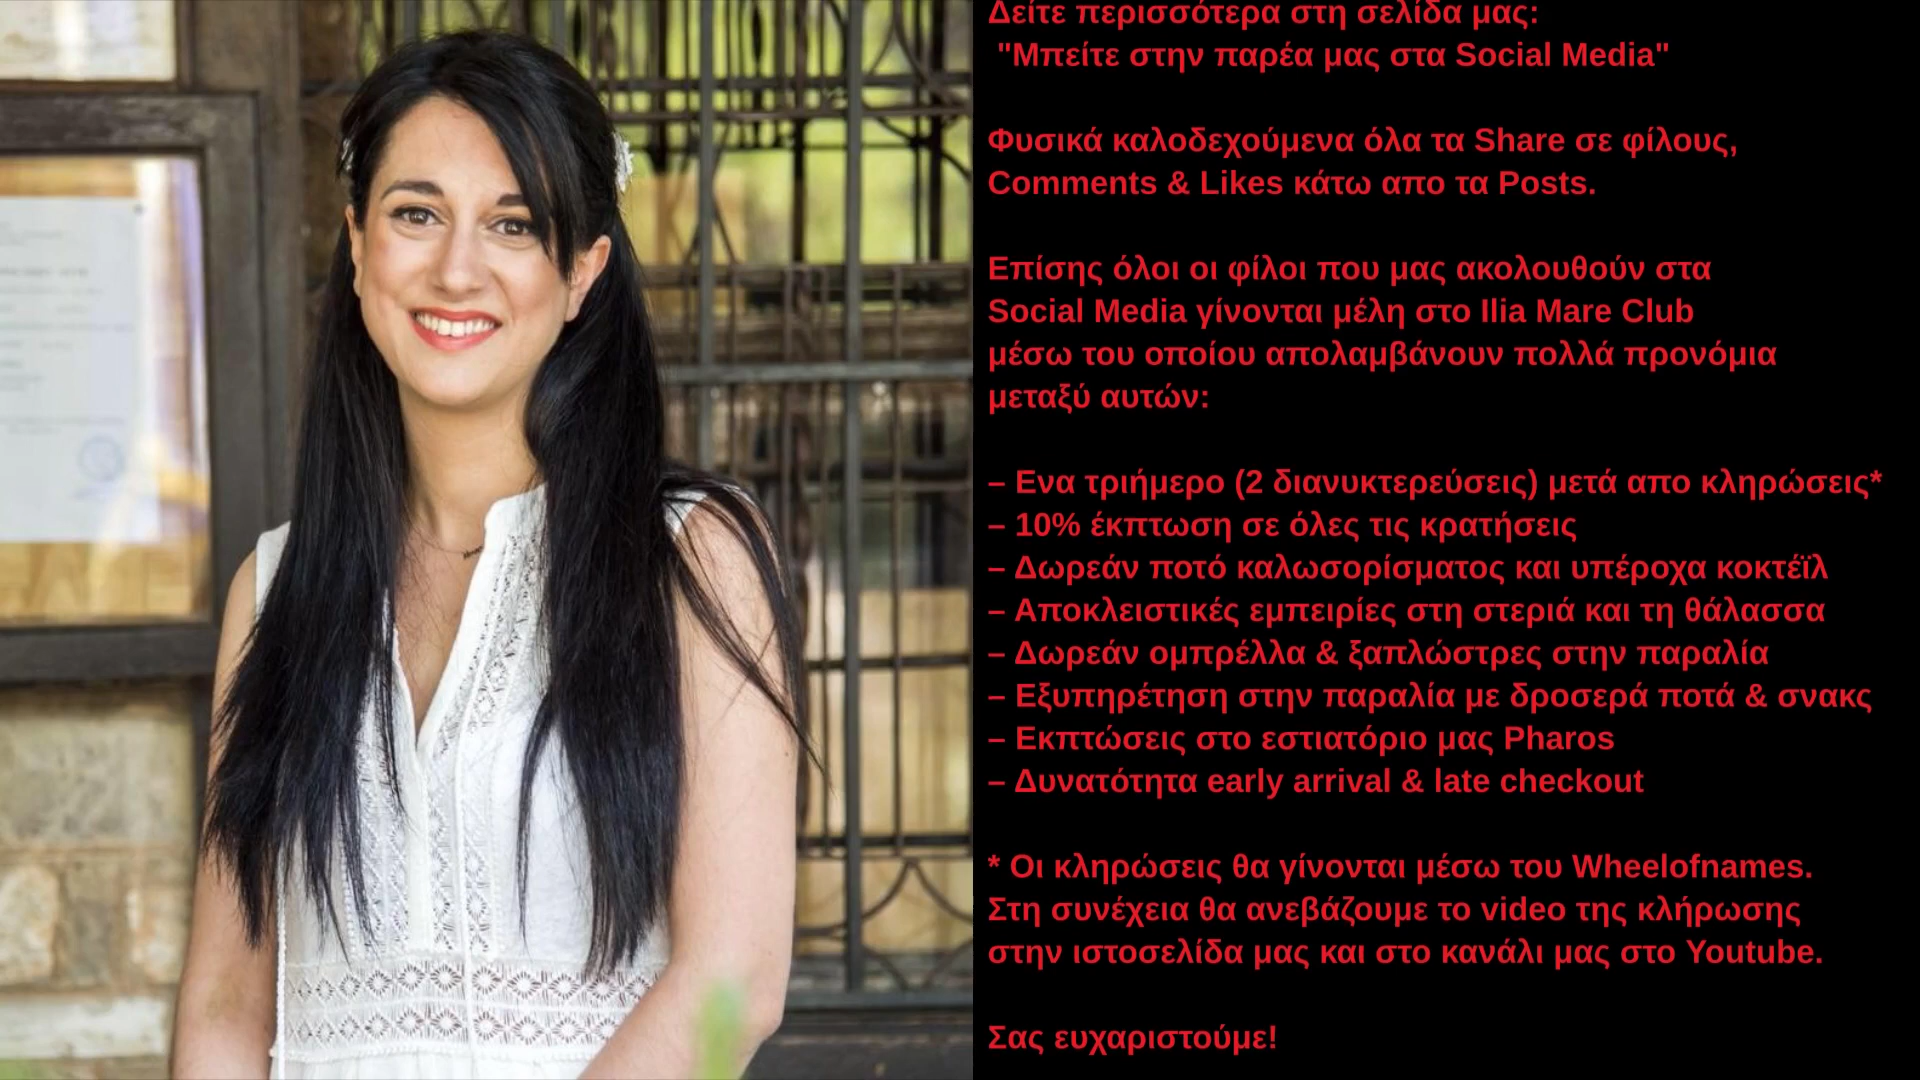 Δείτε περισσότερα στη σελίδα μας:
"Μπείτε στην παρέα μας στα Social Media"
Φυσικά καλοδεχούμενα όλα τα Share σε φίλους,
Comments & Likes κάτω απο τα Posts.
Επίσης όλοι οι φίλοι που μας ακολουθούν στα
Social Media γίνονται μέλη στο Ilia Mare Club
μέσω του οποίου απολαμβάνουν πολλά προνόμια
μεταξύ αυτών:
– Ενα τριήμερο (2 διανυκτερεύσεις) μετά απο κληρώσεις*
– 10% έκπτωση σε όλες τις κρατήσεις
– Δωρεάν ποτό καλωσορίσματος και υπέροχα κοκτέϊλ
– Αποκλειστικές εμπειρίες στη στεριά και τη θάλασσα
– Δωρεάν ομπρέλλα & ξαπλώστρες στην παραλία
– Εξυπηρέτηση στην παραλία με δροσερά ποτά & σνακς
– Εκπτώσεις στο εστιατόριο μας Pharos
– Δυνατότητα early arrival & late checkout
* Οι κληρώσεις θα γίνονται μέσω του Wheelofnames.
Στη συνέχεια θα ανεβάζουμε το video της κλήρωσης
στην ιστοσελίδα μας και στο κανάλι μας στο Youtube.
Σας ευχαριστούμε!